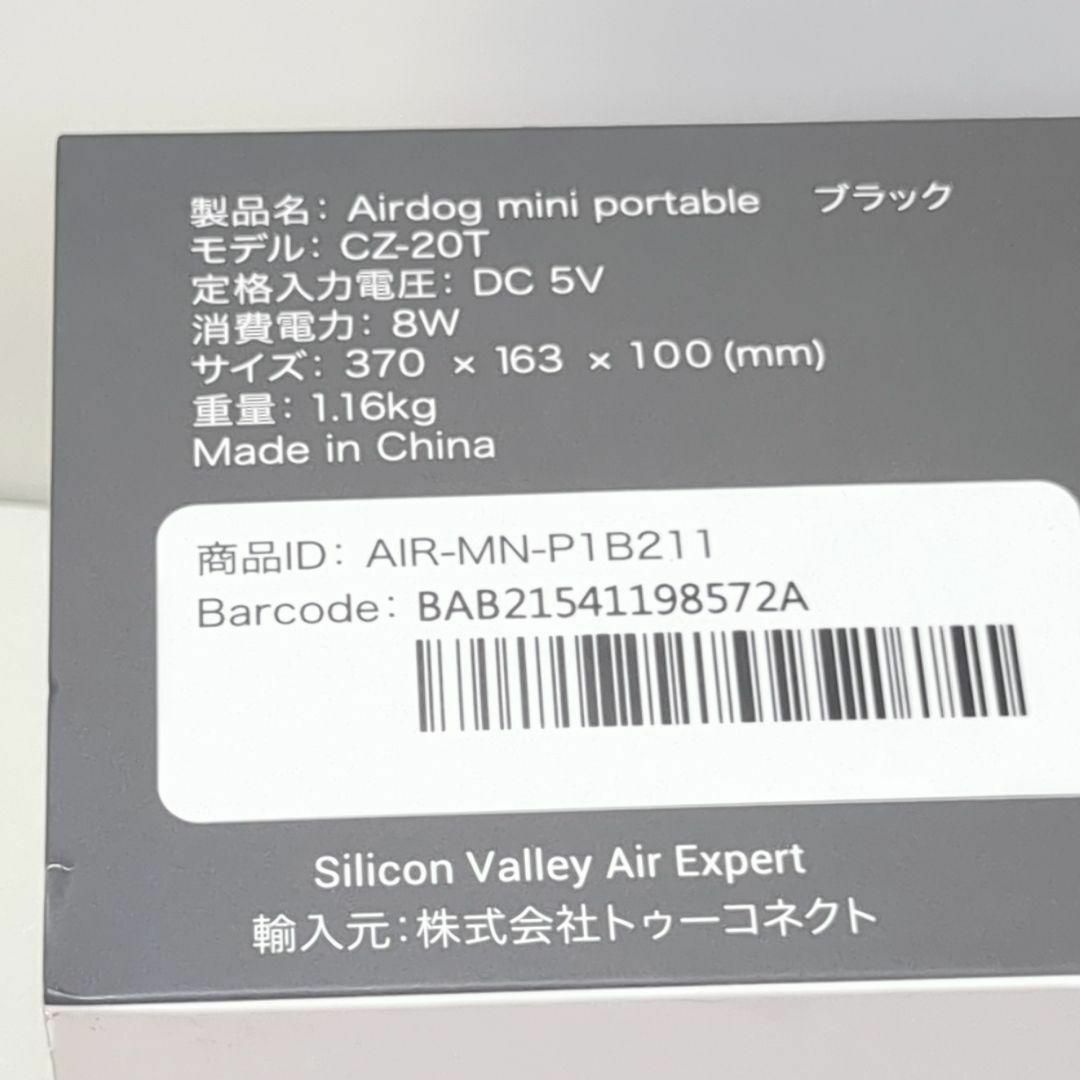 製品名: Airdog mini portable ブラック
モデル: CZ-20T
定格入力電圧: DC 5V
消費電力: 8W
サイズ: 370 × 163 × 100 (mm)
重量: 1.16kg
Made in China
商品ID: AIR-MN-P1B211
Barcode: BAB21541198572A
Silicon Valley Air Expert
輸入元:株式会社トゥーコネクト